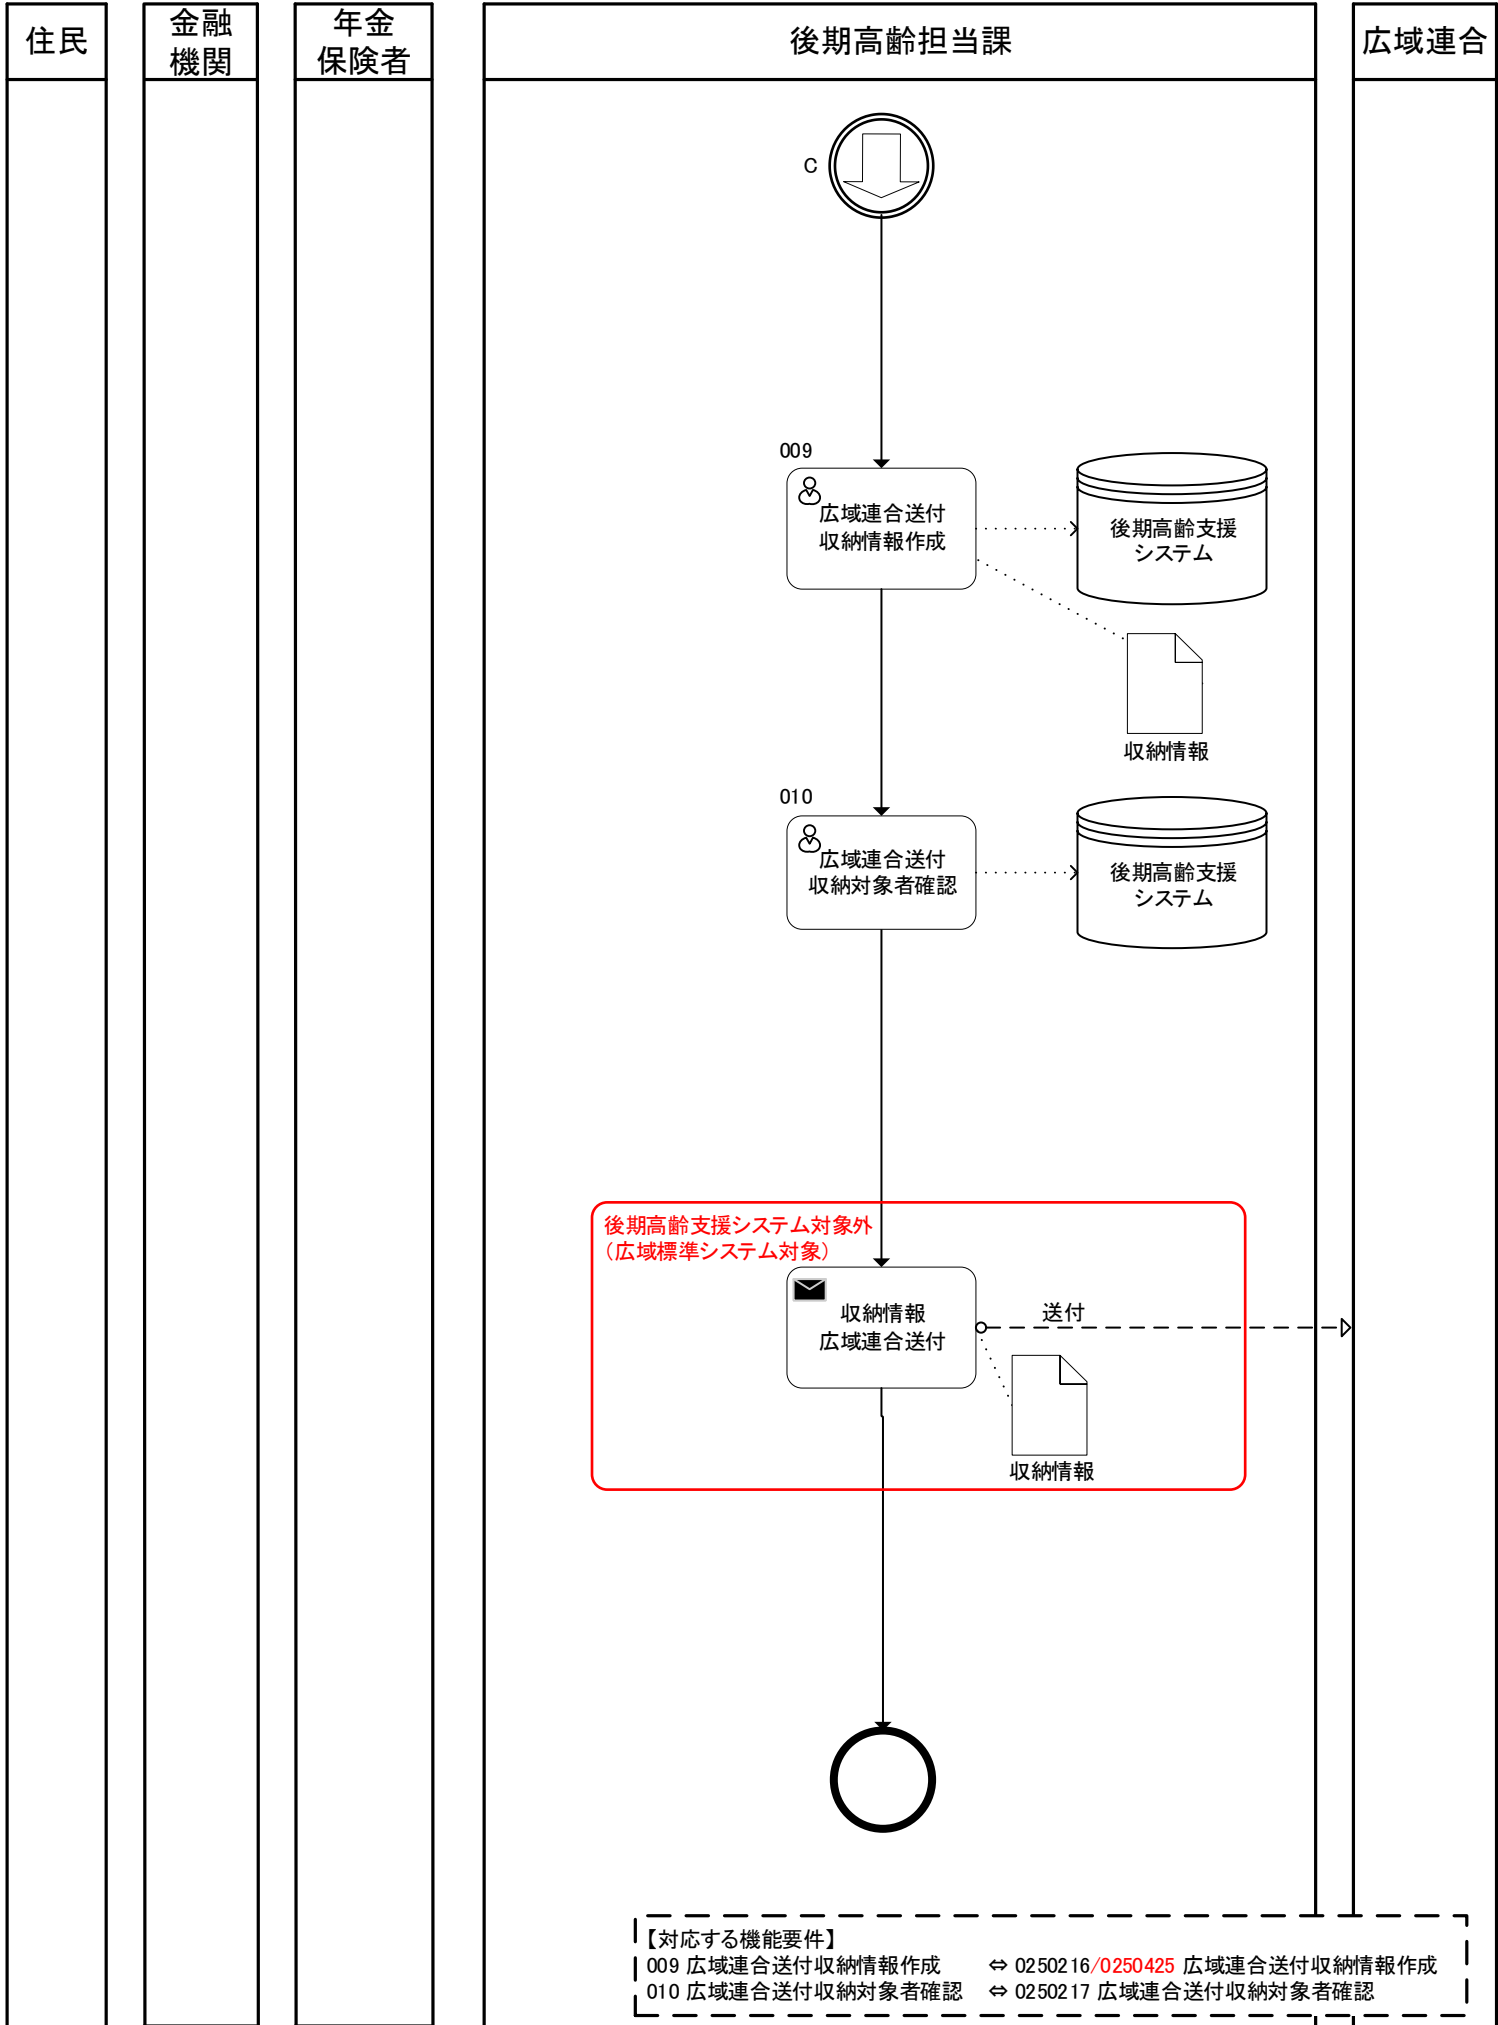 住民
金融
機関
年金
保険者
後期高齢担当課
広域連合
C
009
広域連合送付
収納情報作成
後期高齢支援
システム
収納情報
010
広域連合送付
収納対象者確認
後期高齢支援
システム
後期高齢支援システム対象外
（広域標準システム対象）
収納情報
広域連合送付
送付
収納情報
【対応する機能要件】
009 広域連合送付収納情報作成 ⇔ 0250216/0250425 広域連合送付収納情報作成
010 広域連合送付収納対象者確認 ⇔ 0250217 広域連合送付収納対象者確認